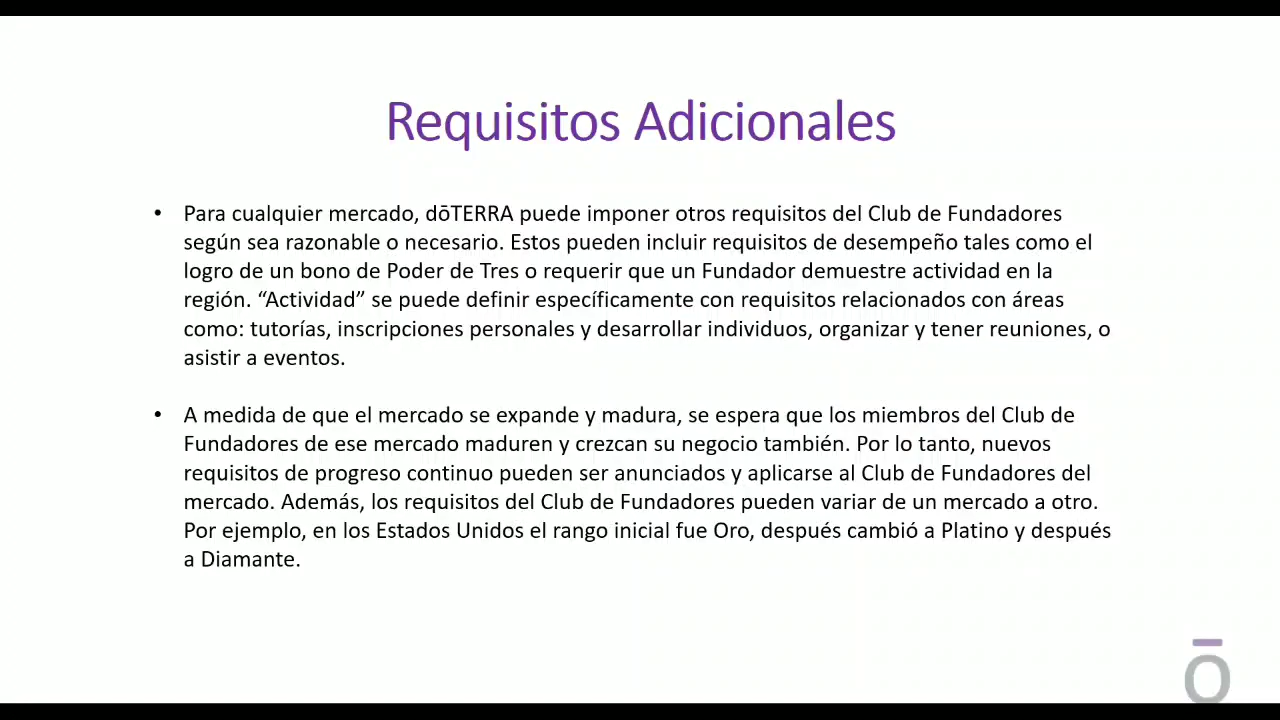 Requisitos Adicionales
• Para cualquier mercado, dōTERRA puede imponer otros requisitos del Club de Fundadores
según sea razonable o necesario. Estos pueden incluir requisitos de desempeño tales como el
logro de un bono de Poder de Tres o requerir que un Fundador demuestre actividad en la
región. “Actividad” se puede definir específicamente con requisitos relacionados con áreas
como: tutorías, inscripciones personales y desarrollar individuos, organizar y tener reuniones, o
asistir a eventos.
• A medida de que el mercado se expande y madura, se espera que los miembros del Club de
Fundadores de ese mercado maduren y crezcan su negocio también. Por lo tanto, nuevos
requisitos de progreso continuo pueden ser anunciados y aplicarse al Club de Fundadores del
mercado. Además, los requisitos del Club de Fundadores pueden variar de un mercado a otro.
Por ejemplo, en los Estados Unidos el rango inicial fue Oro, después cambió a Platino y después
a Diamante.
ō